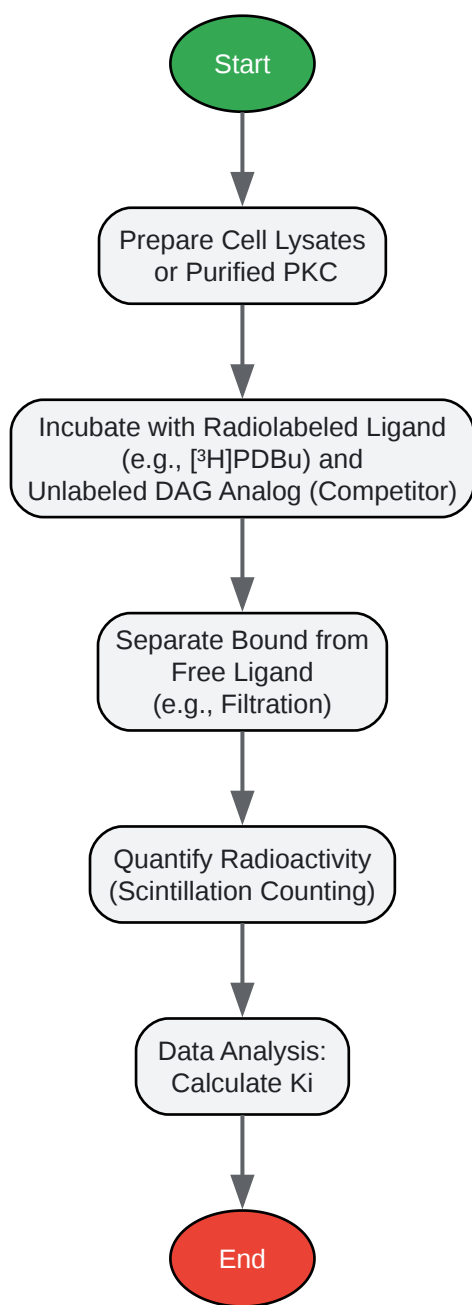 Start
Prepare Cell Lysates
or Purified PKC
Incubate with Radiolabeled Ligand
(e.g., [³H]PDBu) and
Unlabeled DAG Analog (Competitor)
Separate Bound from
Free Ligand
(e.g., Filtration)
Quantify Radioactivity
(Scintillation Counting)
Data Analysis:
Calculate Ki
End